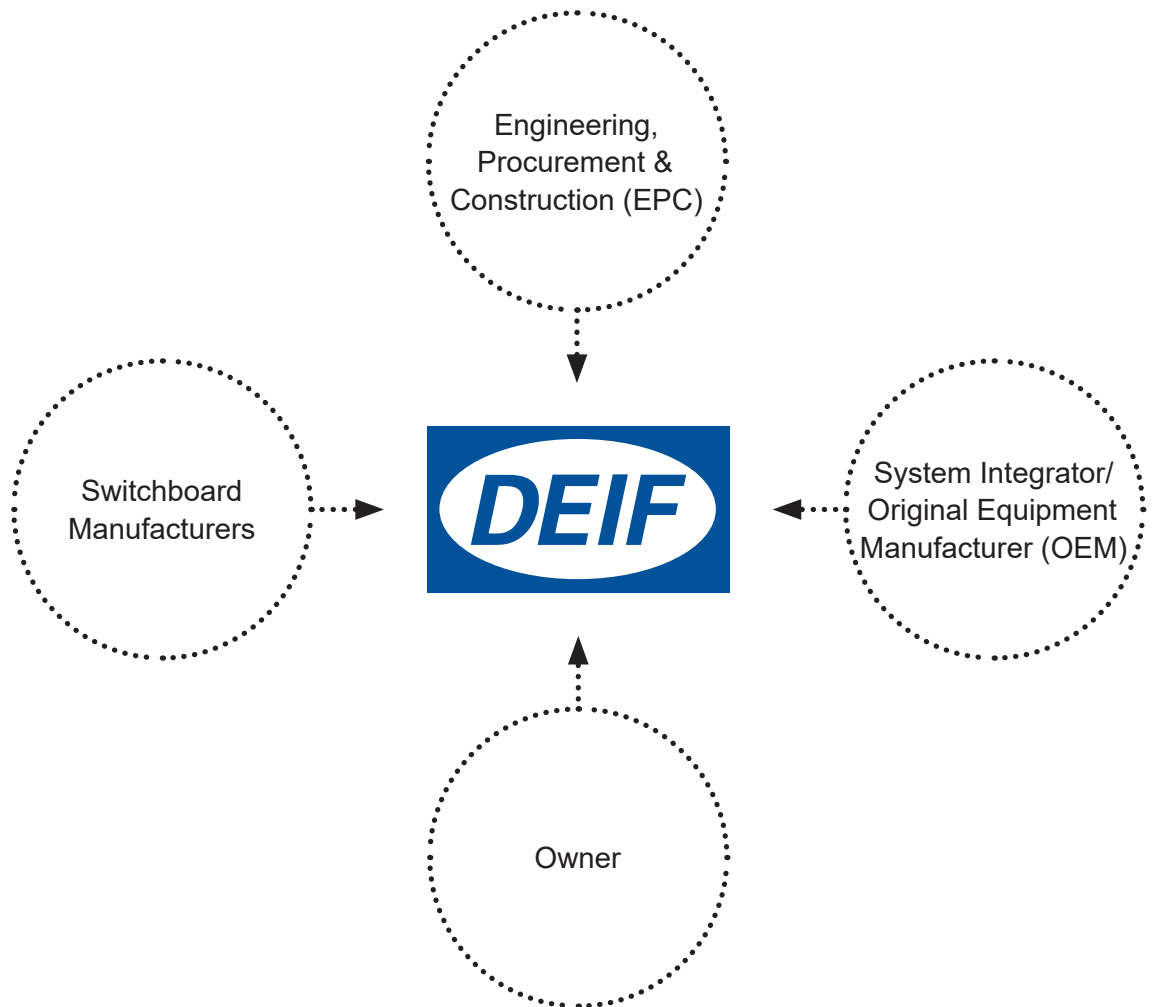 Engineering,
Procurement &
Construction (EPC)
Switchboard
Manufacturers
DEIF
System Integrator/
Original Equipment
Manufacturer (OEM)
Owner